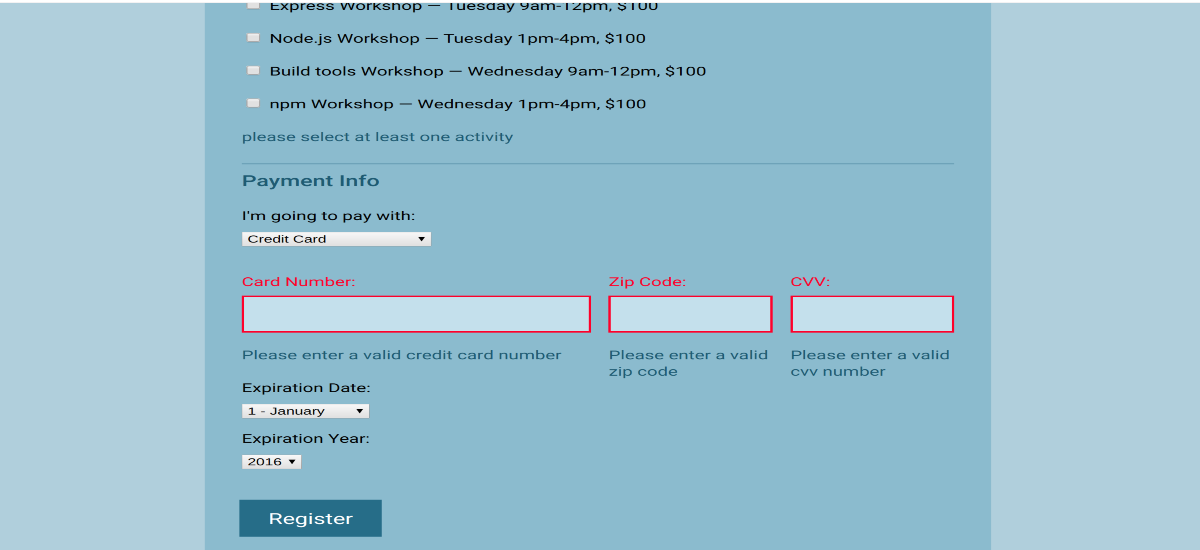 Express Workshop — Tuesday 9am-12pm, $100
Node.js Workshop — Tuesday 1pm-4pm, $100
Build tools Workshop — Wednesday 9am-12pm, $100
npm Workshop — Wednesday 1pm-4pm, $100
please select at least one activity
Payment Info
I'm going to pay with:
Credit Card
Card Number: Zip Code: CVV:
Please enter a valid credit card number Please enter a valid Please enter a valid
zip code cvv number
Expiration Date:
1 - January
Expiration Year:
2016
Register